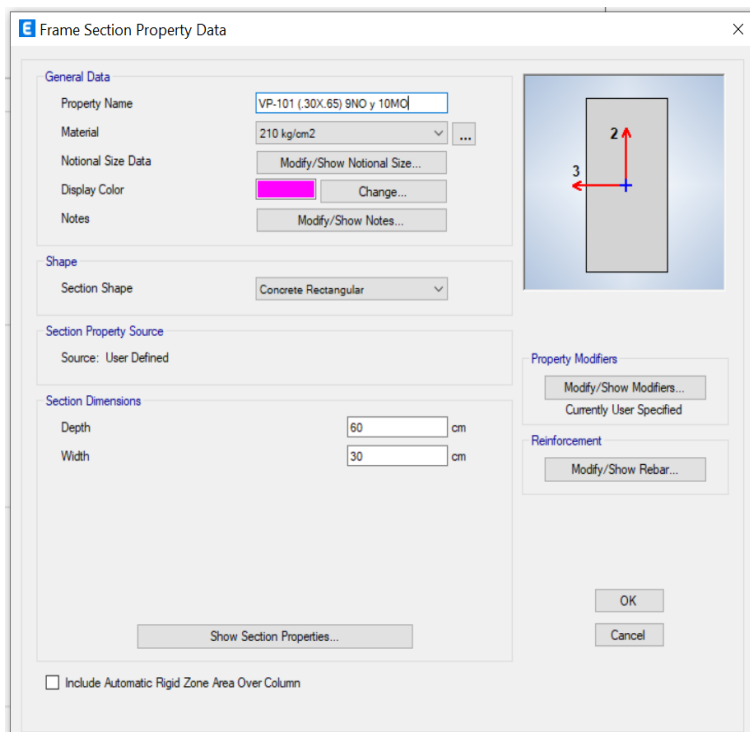 E Frame Section Property Data
General Data
Property Name VP-101 (.30X.65) 9NO y 10MO
Material 210 kg/cm2 ...
Notional Size Data Modify/Show Notional Size...
Display Color Change...
Notes Modify/Show Notes...
2
3
Shape
Section Shape Concrete Rectangular
Section Property Source
Source: User Defined
Property Modifiers
Modify/Show Modifiers...
Currently User Specified
Section Dimensions
Depth 60 cm
Width 30 cm
Reinforcement
Modify/Show Rebar...
OK
Show Section Properties...
Cancel
Include Automatic Rigid Zone Area Over Column